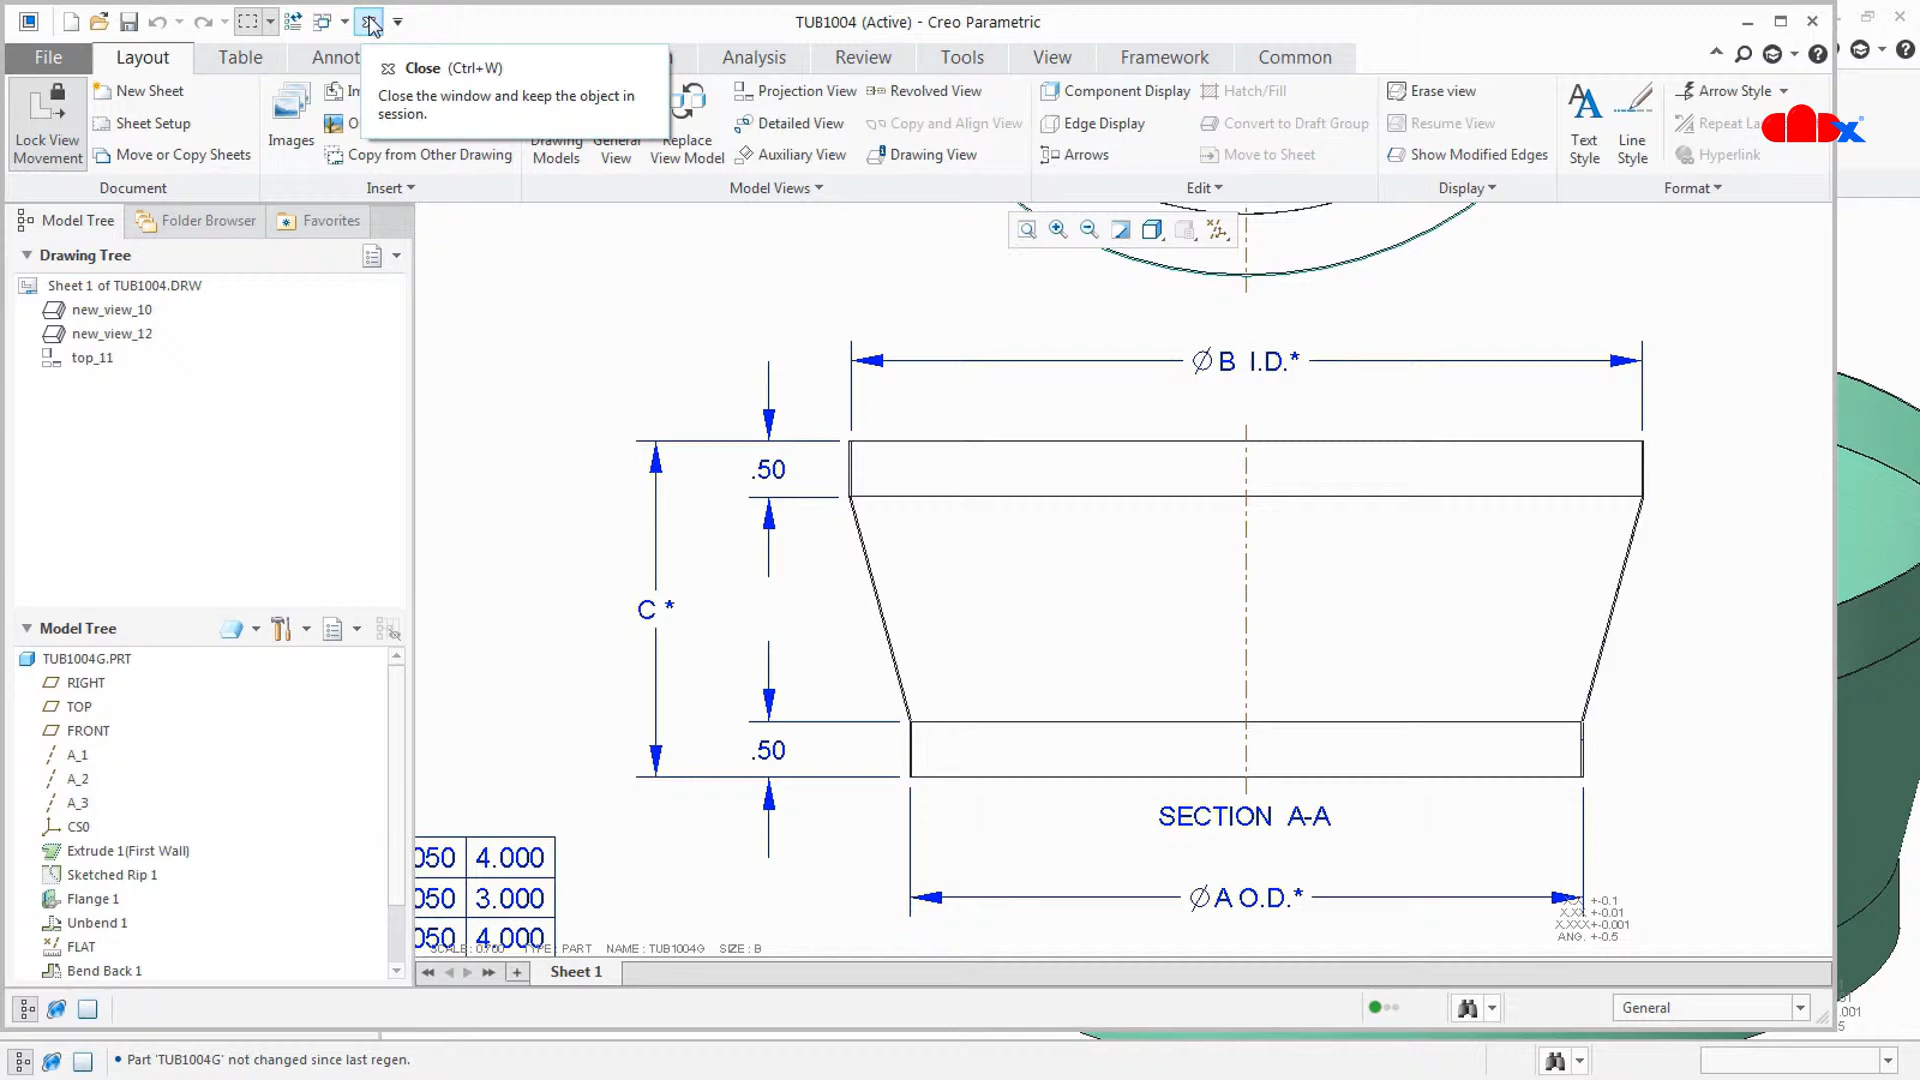 TUB1004 (Active) - Creo Parametric
File
Layout
Table
Analysis
Review
Tools
View
Framework
Common
Close (Ctrl+W)
Close the window and keep the object in
session.
Lock View
Movement
New Sheet
Sheet Setup
Move or Copy Sheets
Document
Images
Copy from Other Drawing
Insert
Drawing
Models
General
View
Replace
View Model
Projection View
Detailed View
Auxiliary View
Revolved View
Copy and Align View
Drawing View
Model Views
Component Display
Edge Display
Arrows
Hatch/Fill
Convert to Draft Group
Move to Sheet
Edit
Erase view
Resume View
Show Modified Edges
Display
Text
Style
Line
Style
Arrow Style
Repeat La
Hyperlink
Format
Model Tree
Folder Browser
Favorites
Drawing Tree
Sheet 1 of TUB1004.DRW
new_view_10
new_view_12
top_11
Model Tree
TUB1004G.PRT
RIGHT
TOP
FRONT
A_1
A_2
A_3
CS0
Extrude 1(First Wall)
Sketched Rip 1
Flange 1
Unbend 1
FLAT
Bend Back 1
∅ B I.D.*
.50
C *
.50
SECTION A-A
∅ A O.D.*
050 4.000
050 3.000
050 4.000
X.X +-0.1
X.XX +-0.01
X.XXX+-0.001
ANG. +-0.5
SCALE : 0.700 TYPE : PART NAME : TUB1004G SIZE : B
Sheet 1
General
Part 'TUB1004G' not changed since last regen.